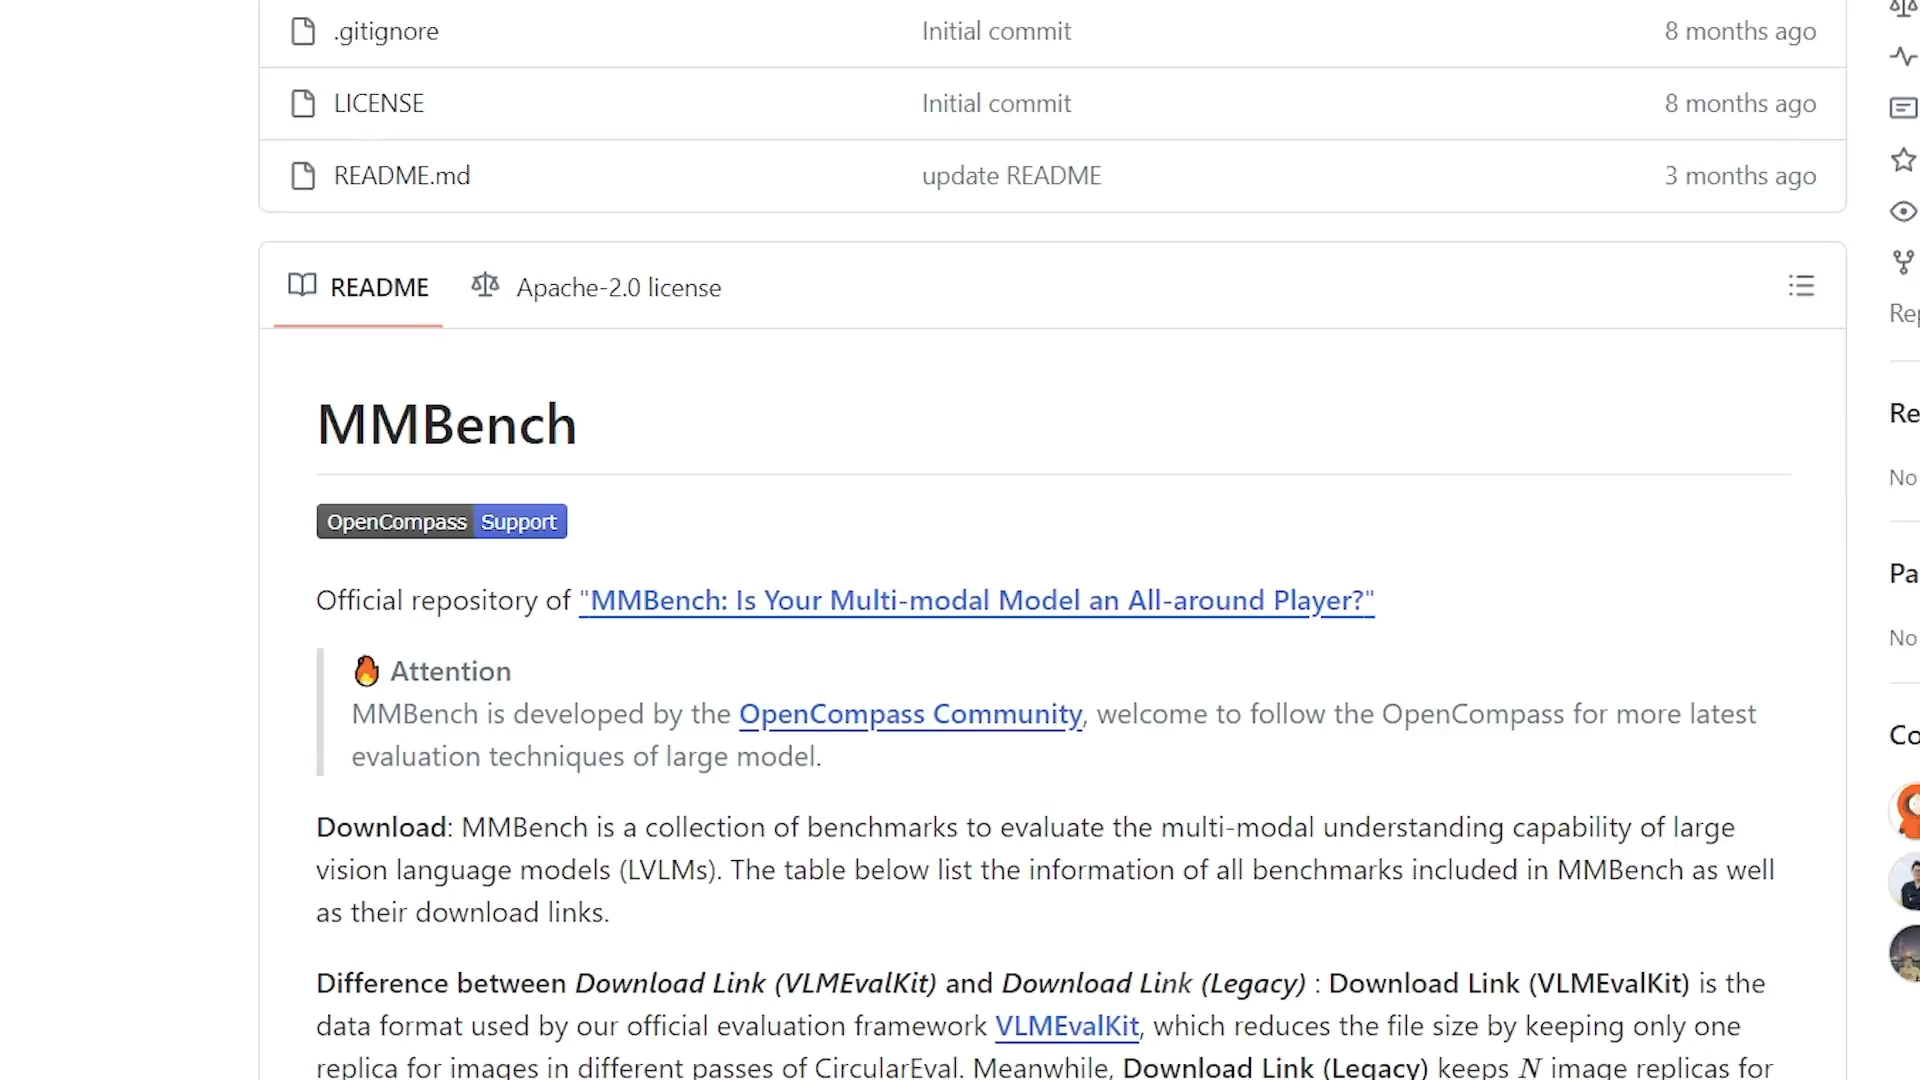 .gitignore Initial commit 8 months ago
LICENSE Initial commit 8 months ago
README.md update README 3 months ago
README Apache-2.0 license
MMBench
OpenCompass Support
Official repository of "MMBench: Is Your Multi-modal Model an All-around Player?"
🔥 Attention
MMBench is developed by the OpenCompass Community, welcome to follow the OpenCompass for more latest
evaluation techniques of large model.
Download: MMBench is a collection of benchmarks to evaluate the multi-modal understanding capability of large
vision language models (LVLMs). The table below list the information of all benchmarks included in MMBench as well
as their download links.
Difference between Download Link (VLMEvalKit) and Download Link (Legacy) : Download Link (VLMEvalKit) is the
data format used by our official evaluation framework VLMEvalKit, which reduces the file size by keeping only one
replica for images in different passes of CircularEval. Meanwhile, Download Link (Legacy) keeps N image replicas for
Rep
Re
No
Pa
No
Co